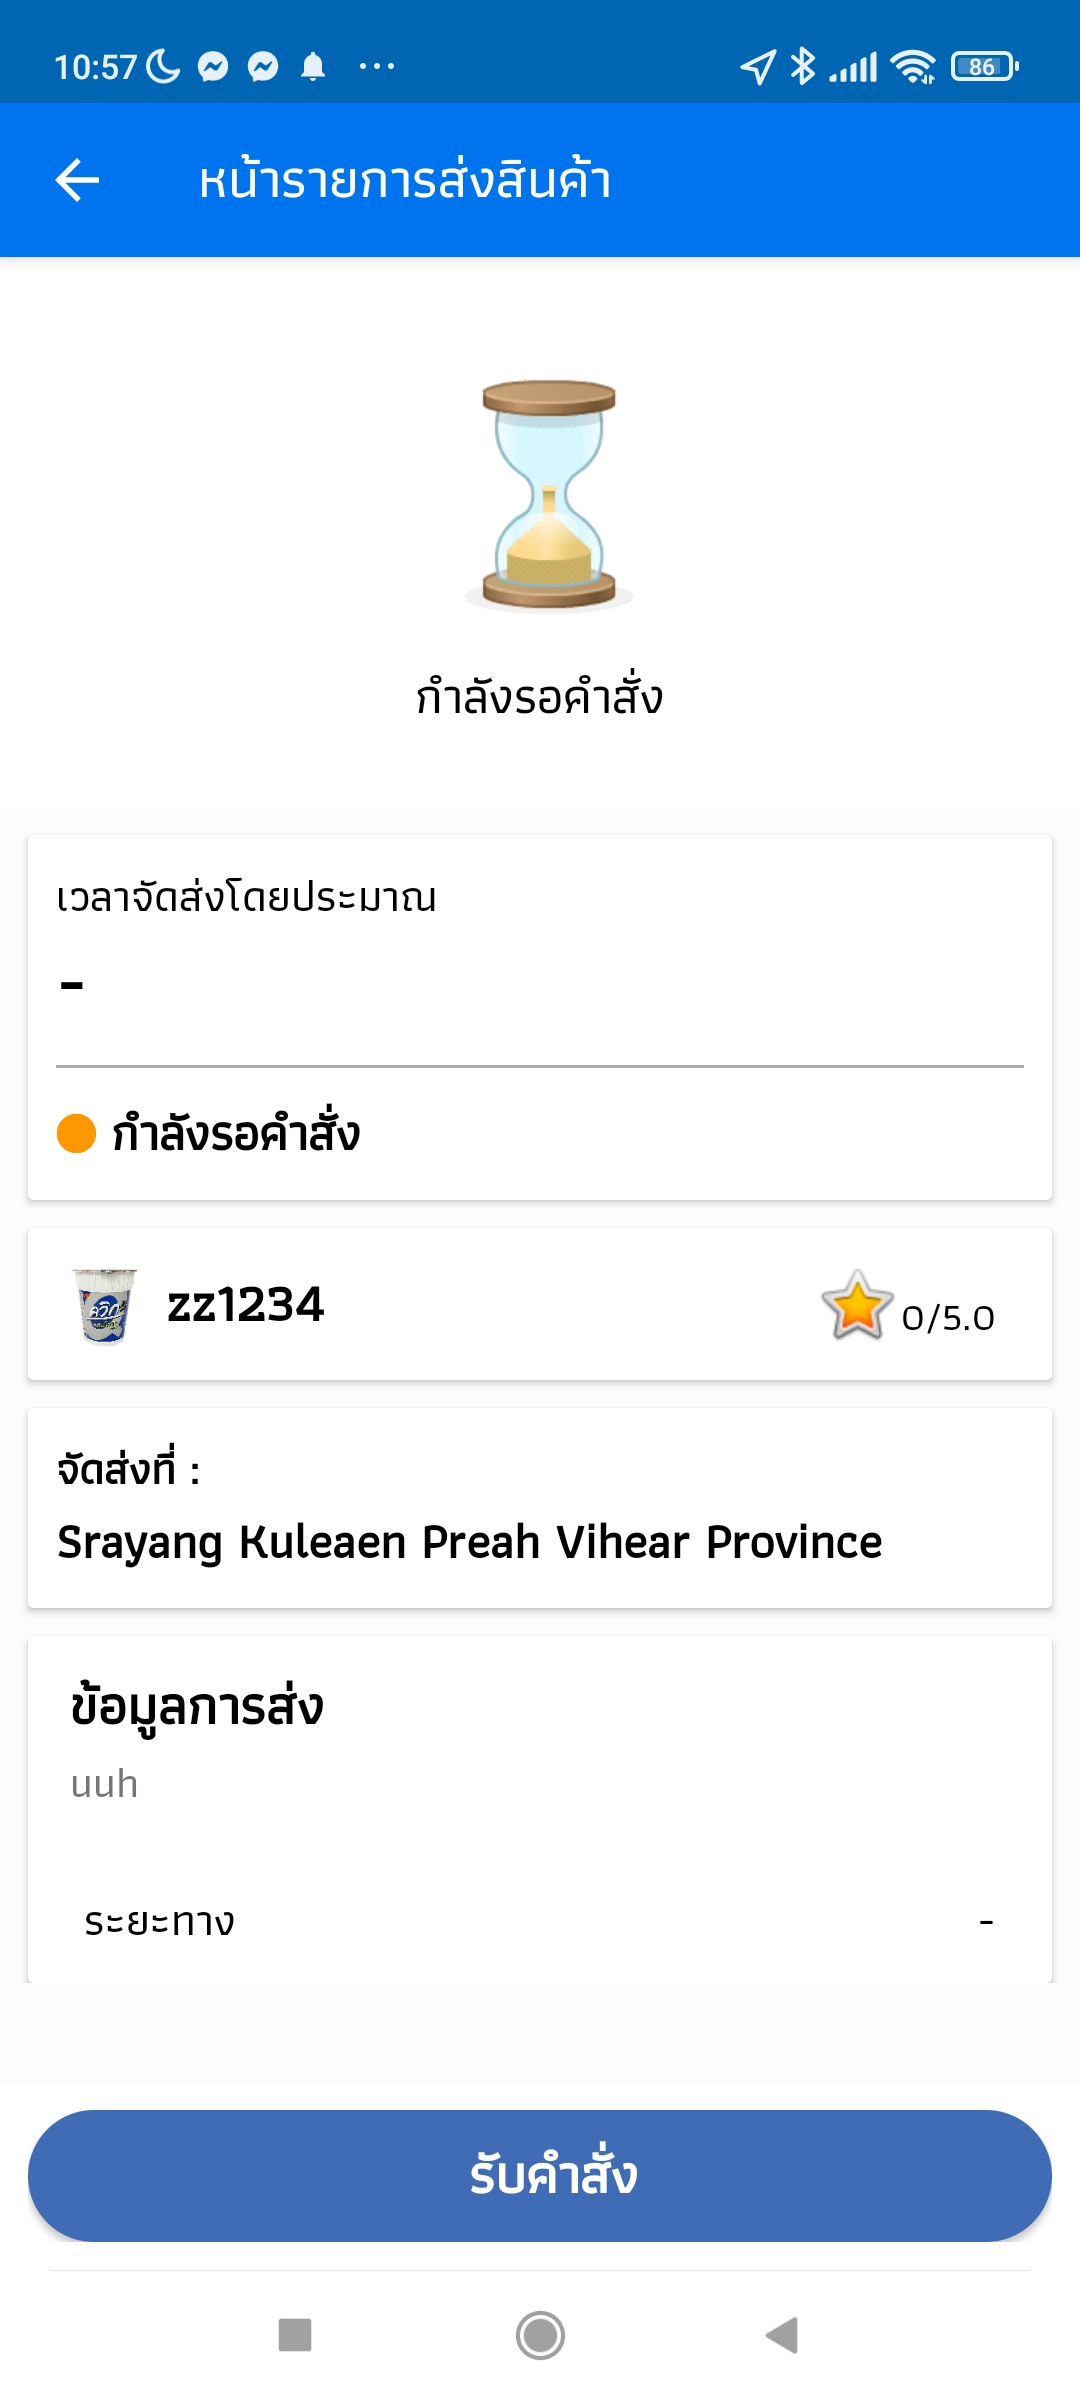 10:57
86
หน้ารายการส่งสินค้า
กำลังรอคำสั่ง
เวลาจัดส่งโดยประมาณ
-
กำลังรอคำสั่ง
ควิก
zz1234
0/5.0
จัดส่งที่ :
Srayang Kuleaen Preah Vihear Province
ข้อมูลการส่ง
uuh
ระยะทาง -
รับคำสั่ง